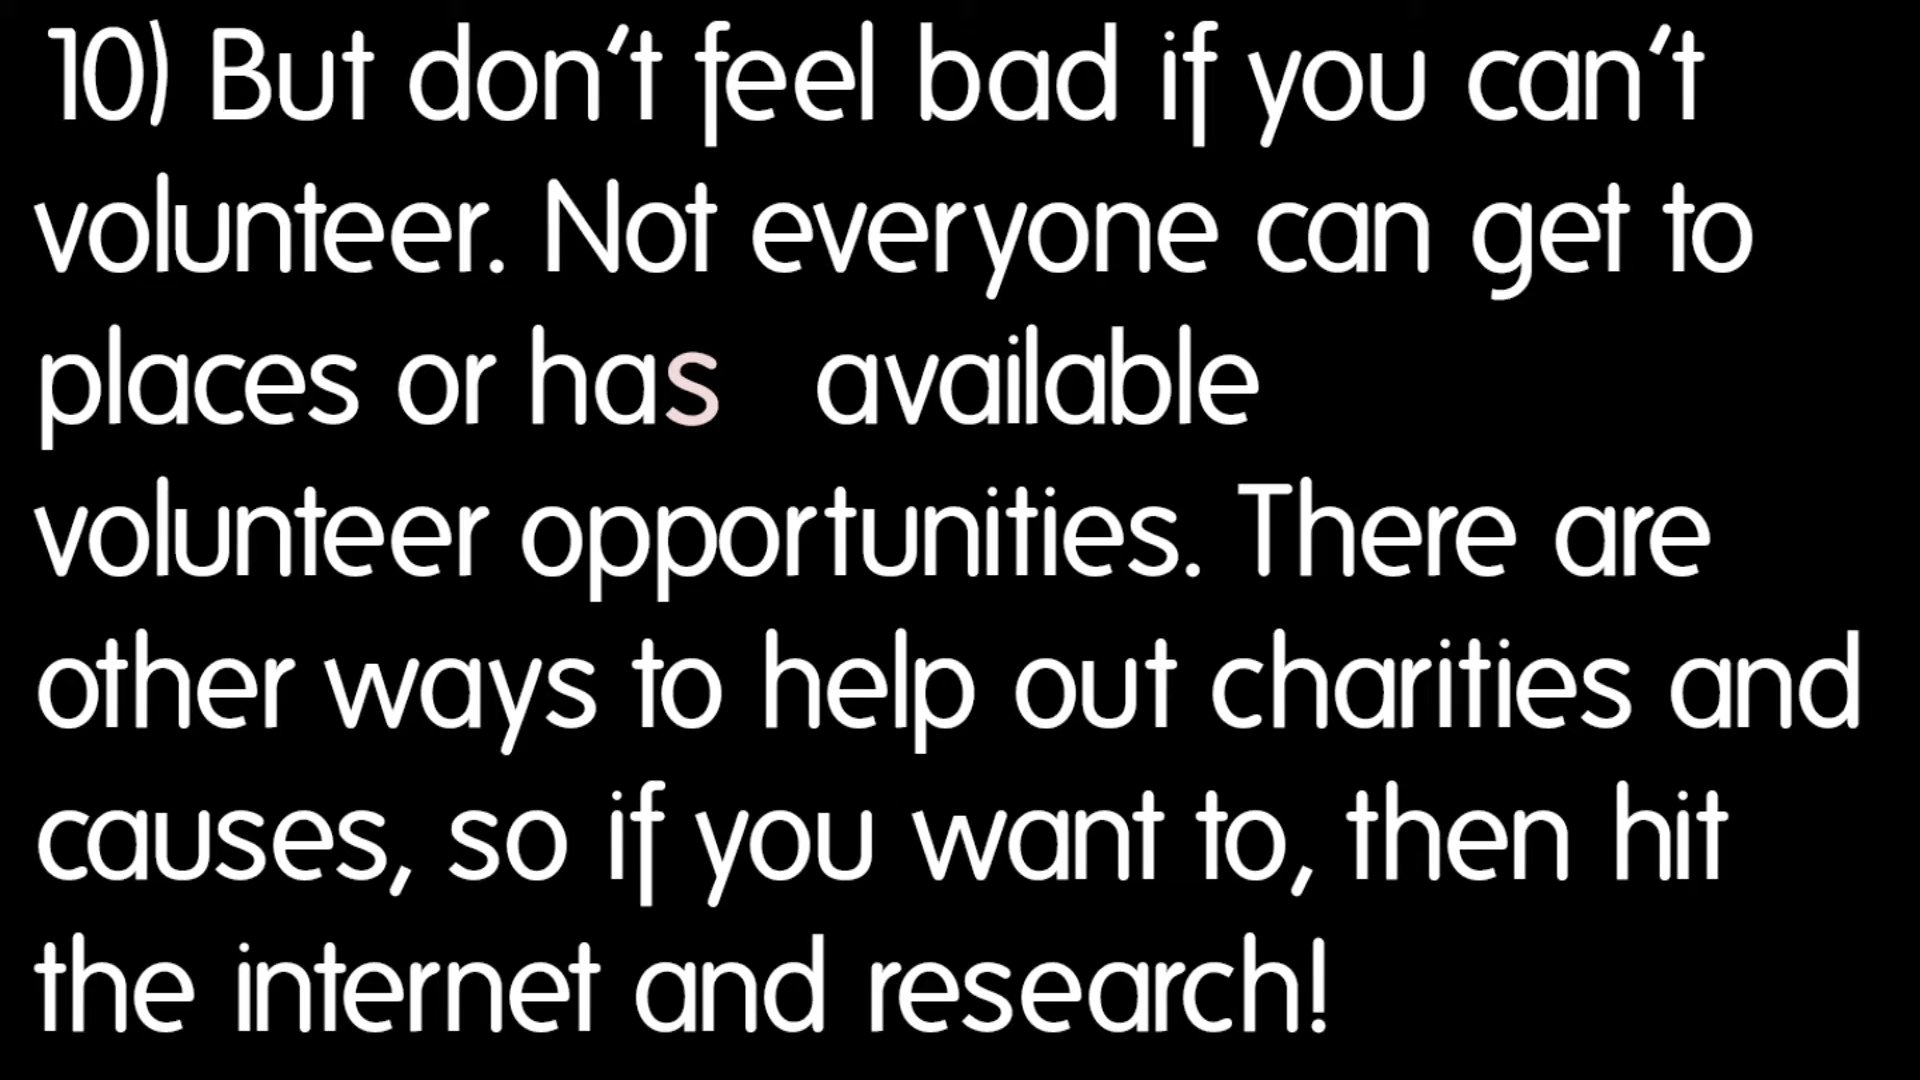 10) But don't feel bad if you can't
volunteer. Not everyone can get to
places or has available
volunteer opportunities. There are
other ways to help out charities and
causes, so if you want to, then hit
the internet and research!